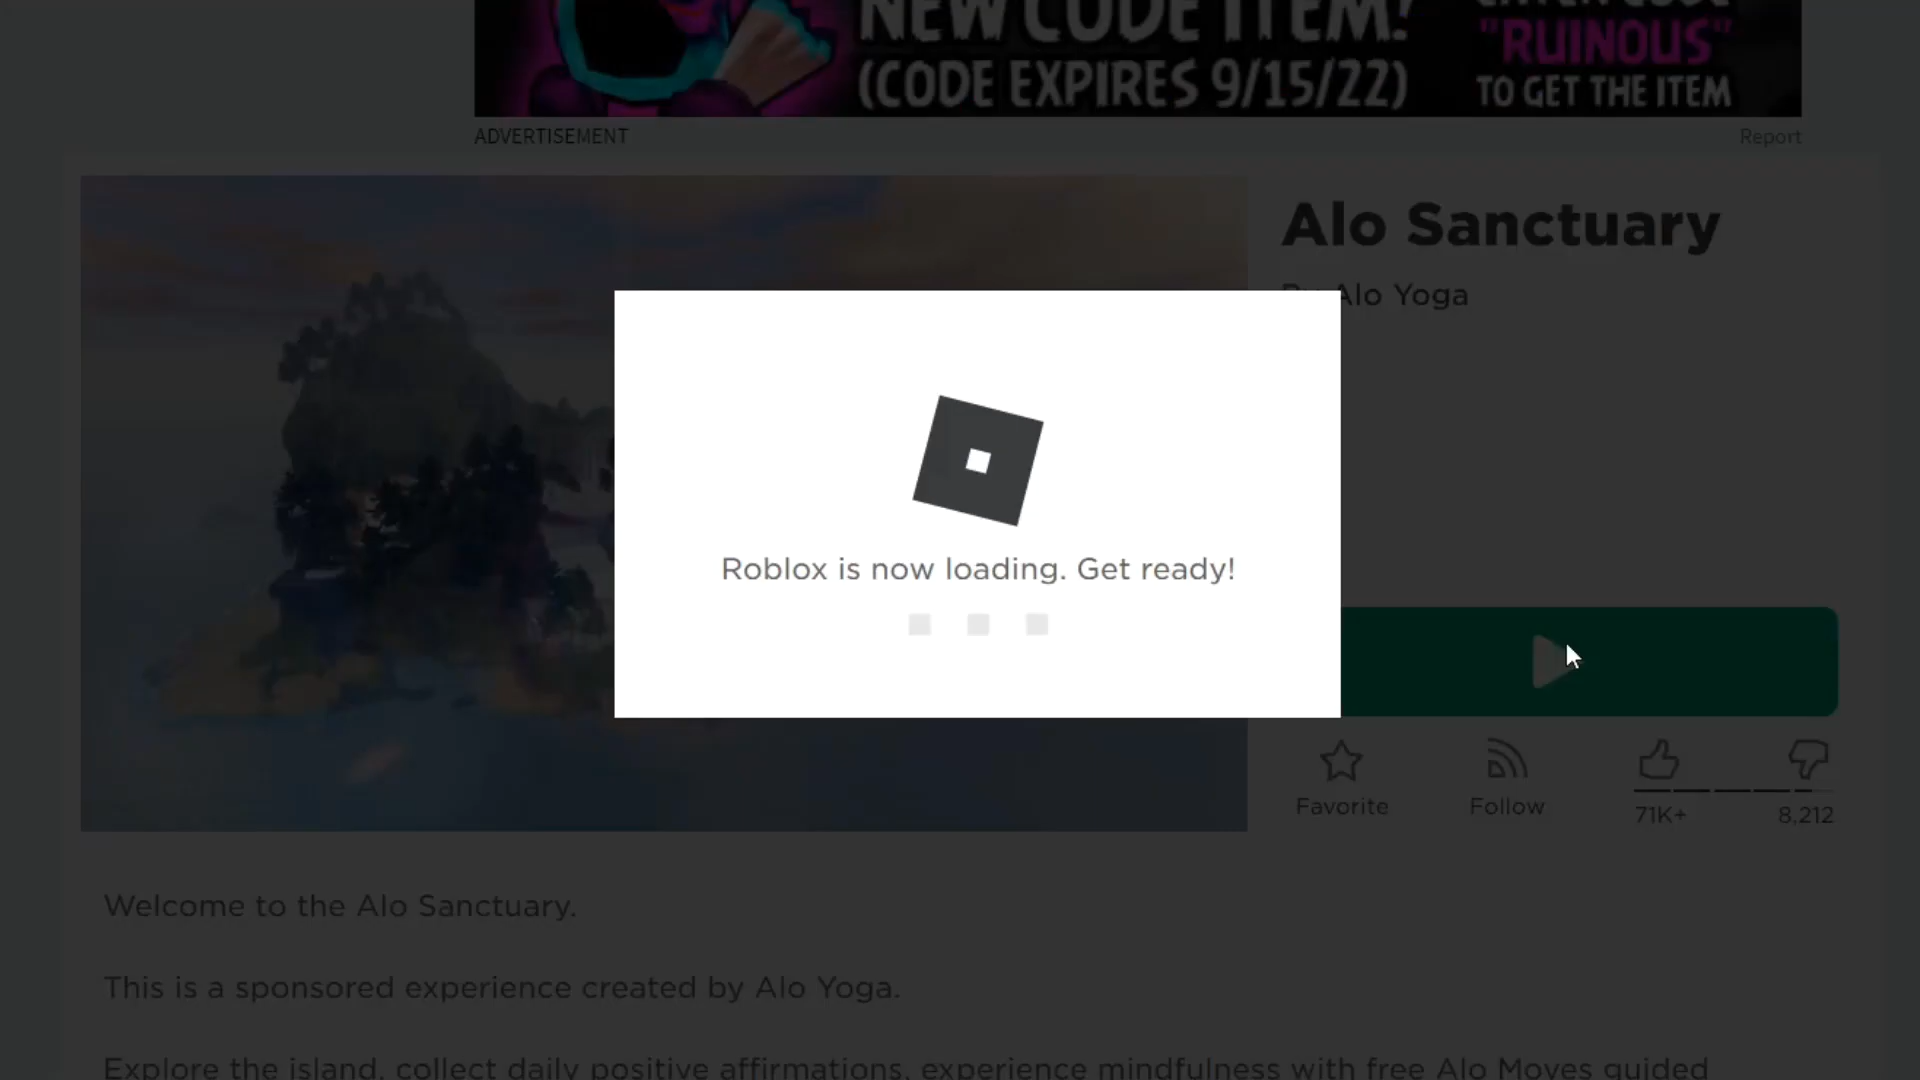 NEW CODE ITEM!
(CODE EXPIRES 9/15/22)
ENTER CODE
"RUINOUS"
TO GET THE ITEM
ADVERTISEMENT
Report
Alo Sanctuary
By Alo Yoga
Roblox is now loading. Get ready!
Favorite
Follow
71K+
8,212
Welcome to the Alo Sanctuary.
This is a sponsored experience created by Alo Yoga.
Explore the island, collect daily positive affirmations, experience mindfulness with free Alo Moves guided